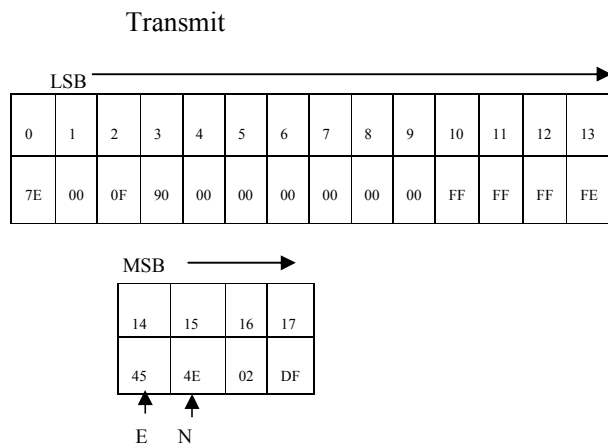 Transmit
LSB
0 1 2 3 4 5 6 7 8 9 10 11 12 13
7E 00 0F 90 00 00 00 00 00 00 FF FF FF FE
MSB
14 15 16 17
45 4E 02 DF
E N